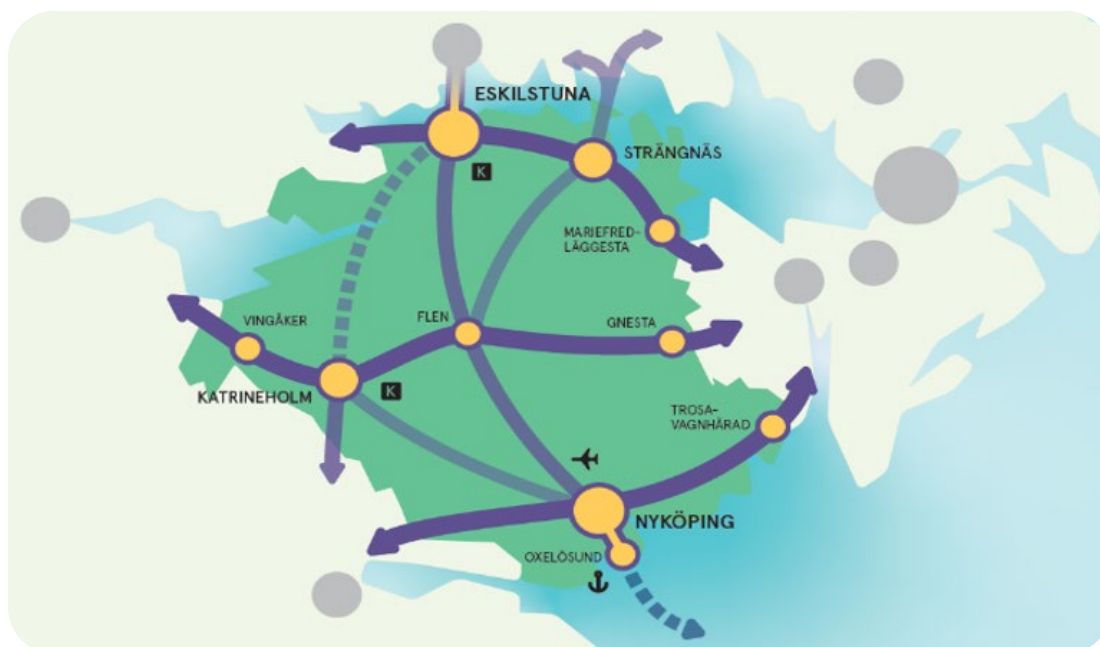 ESKILSTUNA
K
STRÄNGNÄS
MARIEFRED-
LÄGGESTA
FLEN
GNESTA
VINGÅKER
KATRINEHOLM
K
TROSA-
VAGNHÄRAD
NYKÖPING
OXELÖSUND